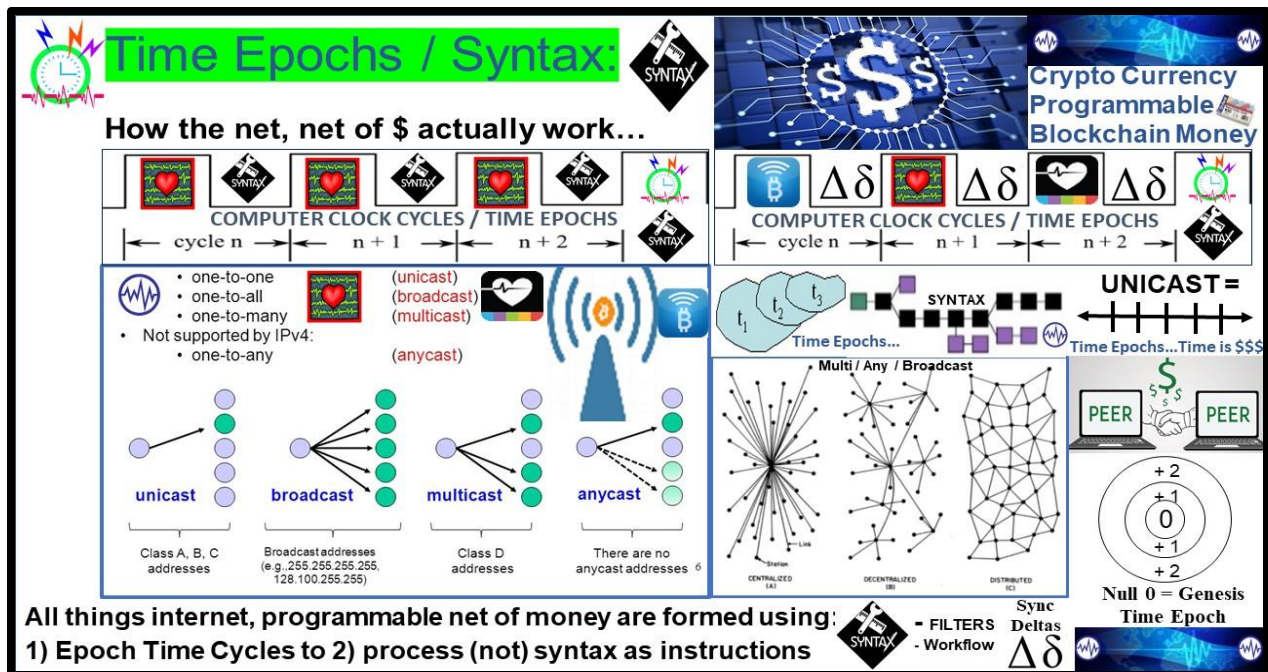 Time Epochs / Syntax:
SYNTAX
How the net, net of $ actually work…
$ $ $
Crypto Currency
Programmable
Blockchain Money
SYNTAX SYNTAX SYNTAX
COMPUTER CLOCK CYCLES / TIME EPOCHS
cycle n n + 1 n + 2
SYNTAX
Δδ Δδ Δδ
COMPUTER CLOCK CYCLES / TIME EPOCHS
cycle n n + 1 n + 2
SYNTAX
• one-to-one (unicast)
• one-to-all (broadcast)
• one-to-many (multicast)
• Not supported by IPv4:
• one-to-any (anycast)
unicast broadcast multicast anycast
Class A, B, C
addresses
Broadcast addresses
(e.g.,255.255.255.255,
128.100.255.255)
Class D
addresses
There are no
anycast addresses 6
t1 t2 t3
SYNTAX
Time Epochs...
UNICAST =
Time Epochs...Time is $$$
Multi / Any / Broadcast
Link
Station
CENTRALIZED
(A)
DECENTRALIZED
(B)
DISTRIBUTED
(C)
$
PEER PEER
+ 2
+ 1
0
+ 1
+ 2
Null 0 = Genesis
Time Epoch
All things internet, programmable net of money are formed using:
1) Epoch Time Cycles to 2) process (not) syntax as instructions
SYNTAX
- FILTERS
- Workflow
Sync
Deltas
Δδ